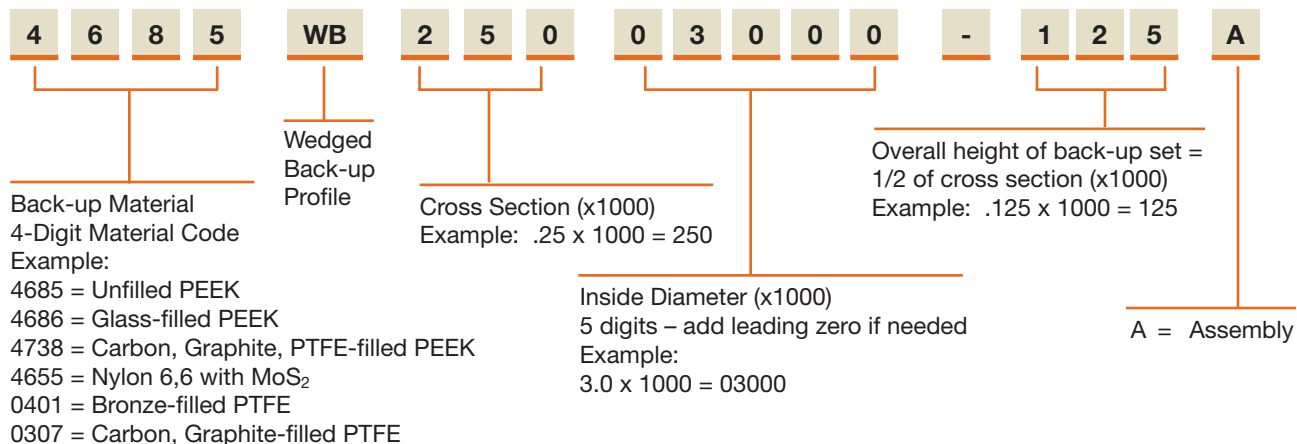 4 6 8 5 WB 2 5 0 0 3 0 0 0 - 1 2 5 A
Wedged
Back-up
Profile
Overall height of back-up set =
1/2 of cross section (x1000)
Example: .125 x 1000 = 125
Back-up Material
4-Digit Material Code
Example:
4685 = Unfilled PEEK
4686 = Glass-filled PEEK
4738 = Carbon, Graphite, PTFE-filled PEEK
4655 = Nylon 6,6 with MoS₂
0401 = Bronze-filled PTFE
0307 = Carbon, Graphite-filled PTFE
Cross Section (x1000)
Example: .25 x 1000 = 250
Inside Diameter (x1000)
5 digits – add leading zero if needed
Example:
3.0 x 1000 = 03000
A = Assembly